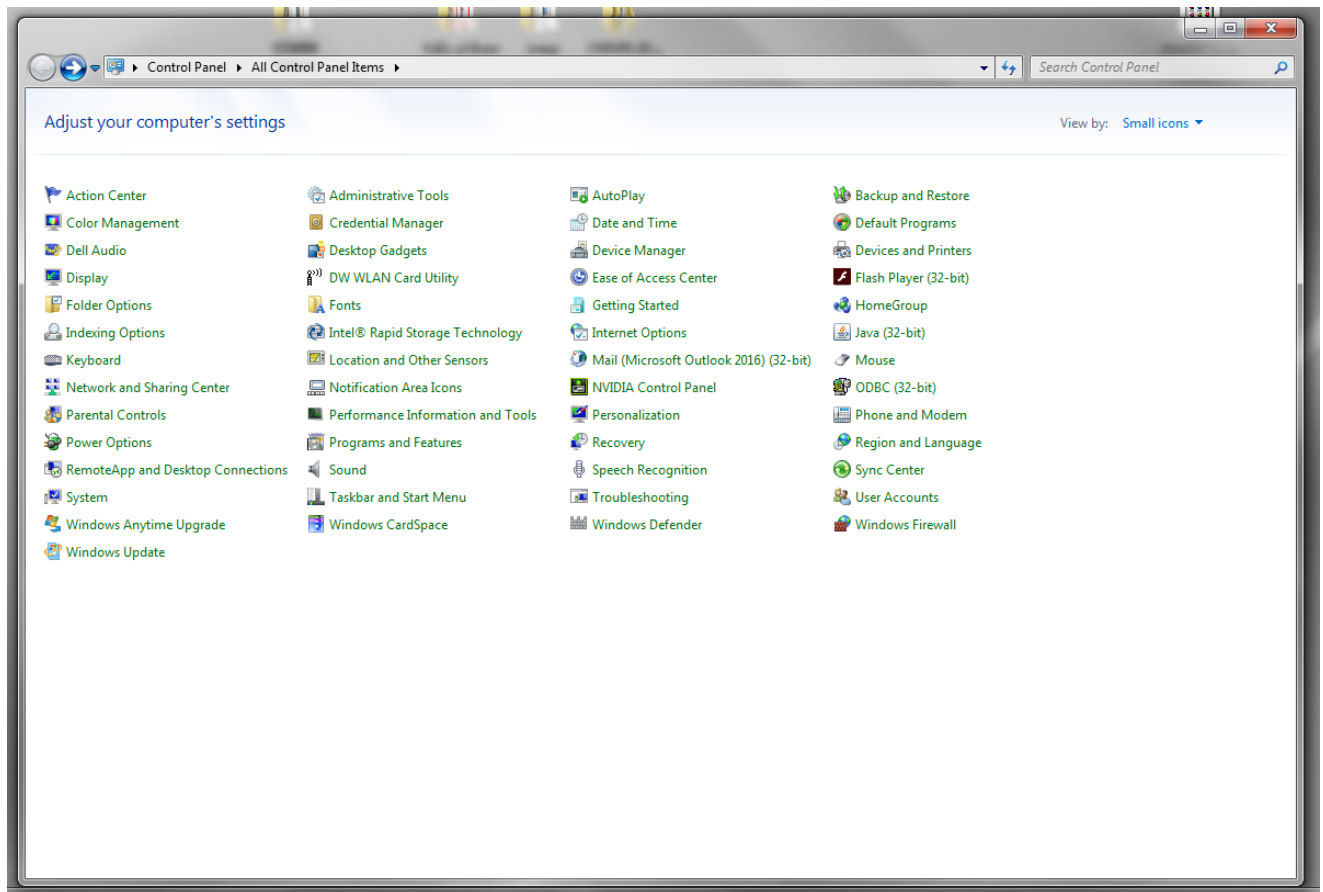 Control Panel All Control Panel Items Search Control Panel
Adjust your computer's settings View by: Small icons
Action Center Administrative Tools AutoPlay Backup and Restore
Color Management Credential Manager Date and Time Default Programs
Dell Audio Desktop Gadgets Device Manager Devices and Printers
Display DW WLAN Card Utility Ease of Access Center Flash Player (32-bit)
Folder Options Fonts Getting Started HomeGroup
Indexing Options Intel® Rapid Storage Technology Internet Options Java (32-bit)
Keyboard Location and Other Sensors Mail (Microsoft Outlook 2016) (32-bit) Mouse
Network and Sharing Center Notification Area Icons NVIDIA Control Panel ODBC (32-bit)
Parental Controls Performance Information and Tools Personalization Phone and Modem
Power Options Programs and Features Recovery Region and Language
RemoteApp and Desktop Connections Sound Speech Recognition Sync Center
System Taskbar and Start Menu Troubleshooting User Accounts
Windows Anytime Upgrade Windows CardSpace Windows Defender Windows Firewall
Windows Update